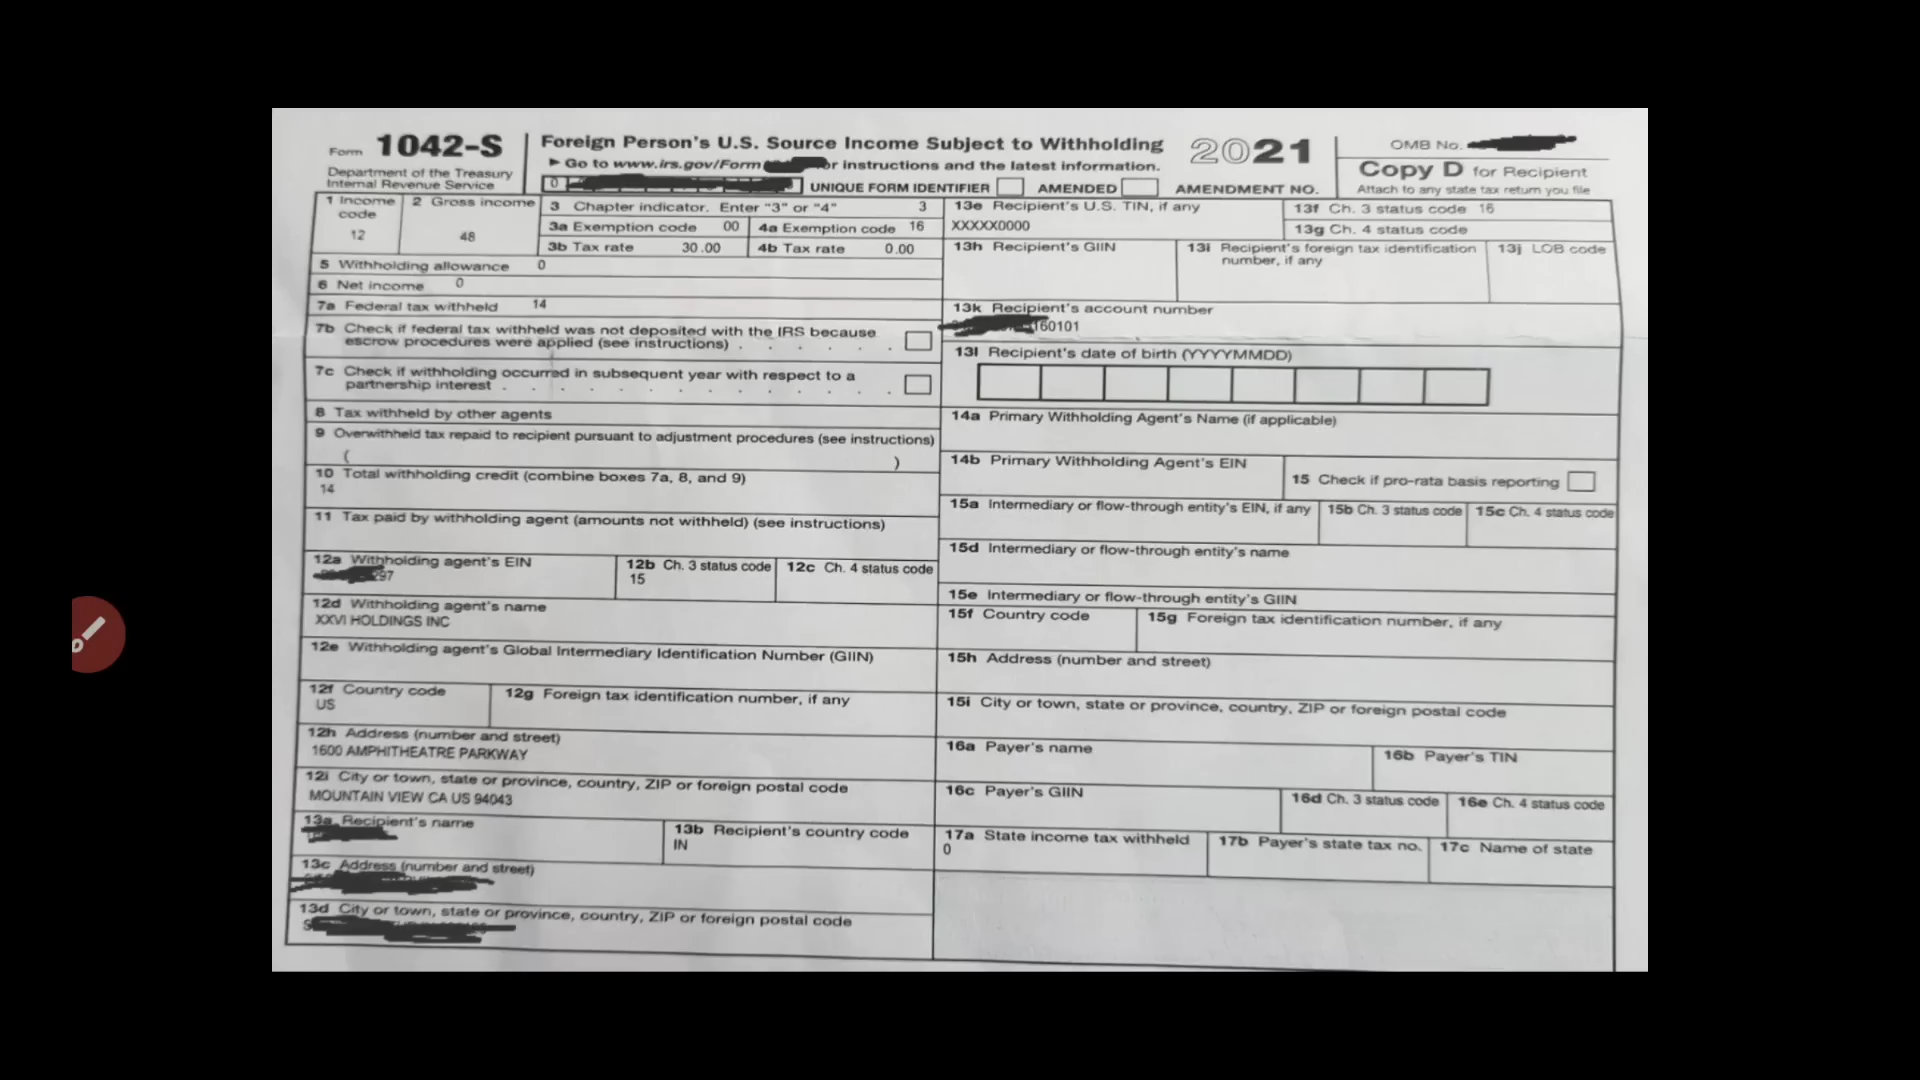 Form 1042-S
Department of the Treasury
Internal Revenue Service
Foreign Person's U.S. Source Income Subject to Withholding
► Go to www.irs.gov/Form or instructions and the latest information.
2021
OMB No.
Copy D for Recipient
Attach to any state tax return you file
0 UNIQUE FORM IDENTIFIER AMENDED AMENDMENT NO.
1 Income code
12
2 Gross income
48
3 Chapter indicator. Enter "3" or "4" 3
3a Exemption code 00
4a Exemption code 16
3b Tax rate 30.00
4b Tax rate 0.00
5 Withholding allowance 0
6 Net income 0
7a Federal tax withheld 14
7b Check if federal tax withheld was not deposited with the IRS because
escrow procedures were applied (see instructions) . . . . . .
7c Check if withholding occurred in subsequent year with respect to a
partnership interest . . . . . . . . . . . . . .
8 Tax withheld by other agents
9 Overwithheld tax repaid to recipient pursuant to adjustment procedures (see instructions)
( )
10 Total withholding credit (combine boxes 7a, 8, and 9)
14
11 Tax paid by withholding agent (amounts not withheld) (see instructions)
12a Withholding agent's EIN
297
12b Ch. 3 status code
15
12c Ch. 4 status code
12d Withholding agent's name
XXVI HOLDINGS INC
12e Withholding agent's Global Intermediary Identification Number (GIIN)
12f Country code
US
12g Foreign tax identification number, if any
12h Address (number and street)
1600 AMPHITHEATRE PARKWAY
12i City or town, state or province, country, ZIP or foreign postal code
MOUNTAIN VIEW CA US 94043
13a Recipient's name
13b Recipient's country code
IN
13c Address (number and street)
13d City or town, state or province, country, ZIP or foreign postal code
13e Recipient's U.S. TIN, if any
XXXXX0000
13f Ch. 3 status code 16
13g Ch. 4 status code
13h Recipient's GIIN
13i Recipient's foreign tax identification
number, if any
13j LOB code
13k Recipient's account number
160101
13l Recipient's date of birth (YYYYMMDD)
14a Primary Withholding Agent's Name (if applicable)
14b Primary Withholding Agent's EIN
15 Check if pro-rata basis reporting
15a Intermediary or flow-through entity's EIN, if any
15b Ch. 3 status code
15c Ch. 4 status code
15d Intermediary or flow-through entity's name
15e Intermediary or flow-through entity's GIIN
15f Country code
15g Foreign tax identification number, if any
15h Address (number and street)
15i City or town, state or province, country, ZIP or foreign postal code
16a Payer's name
16b Payer's TIN
16c Payer's GIIN
16d Ch. 3 status code
16e Ch. 4 status code
17a State income tax withheld
0
17b Payer's state tax no.
17c Name of state